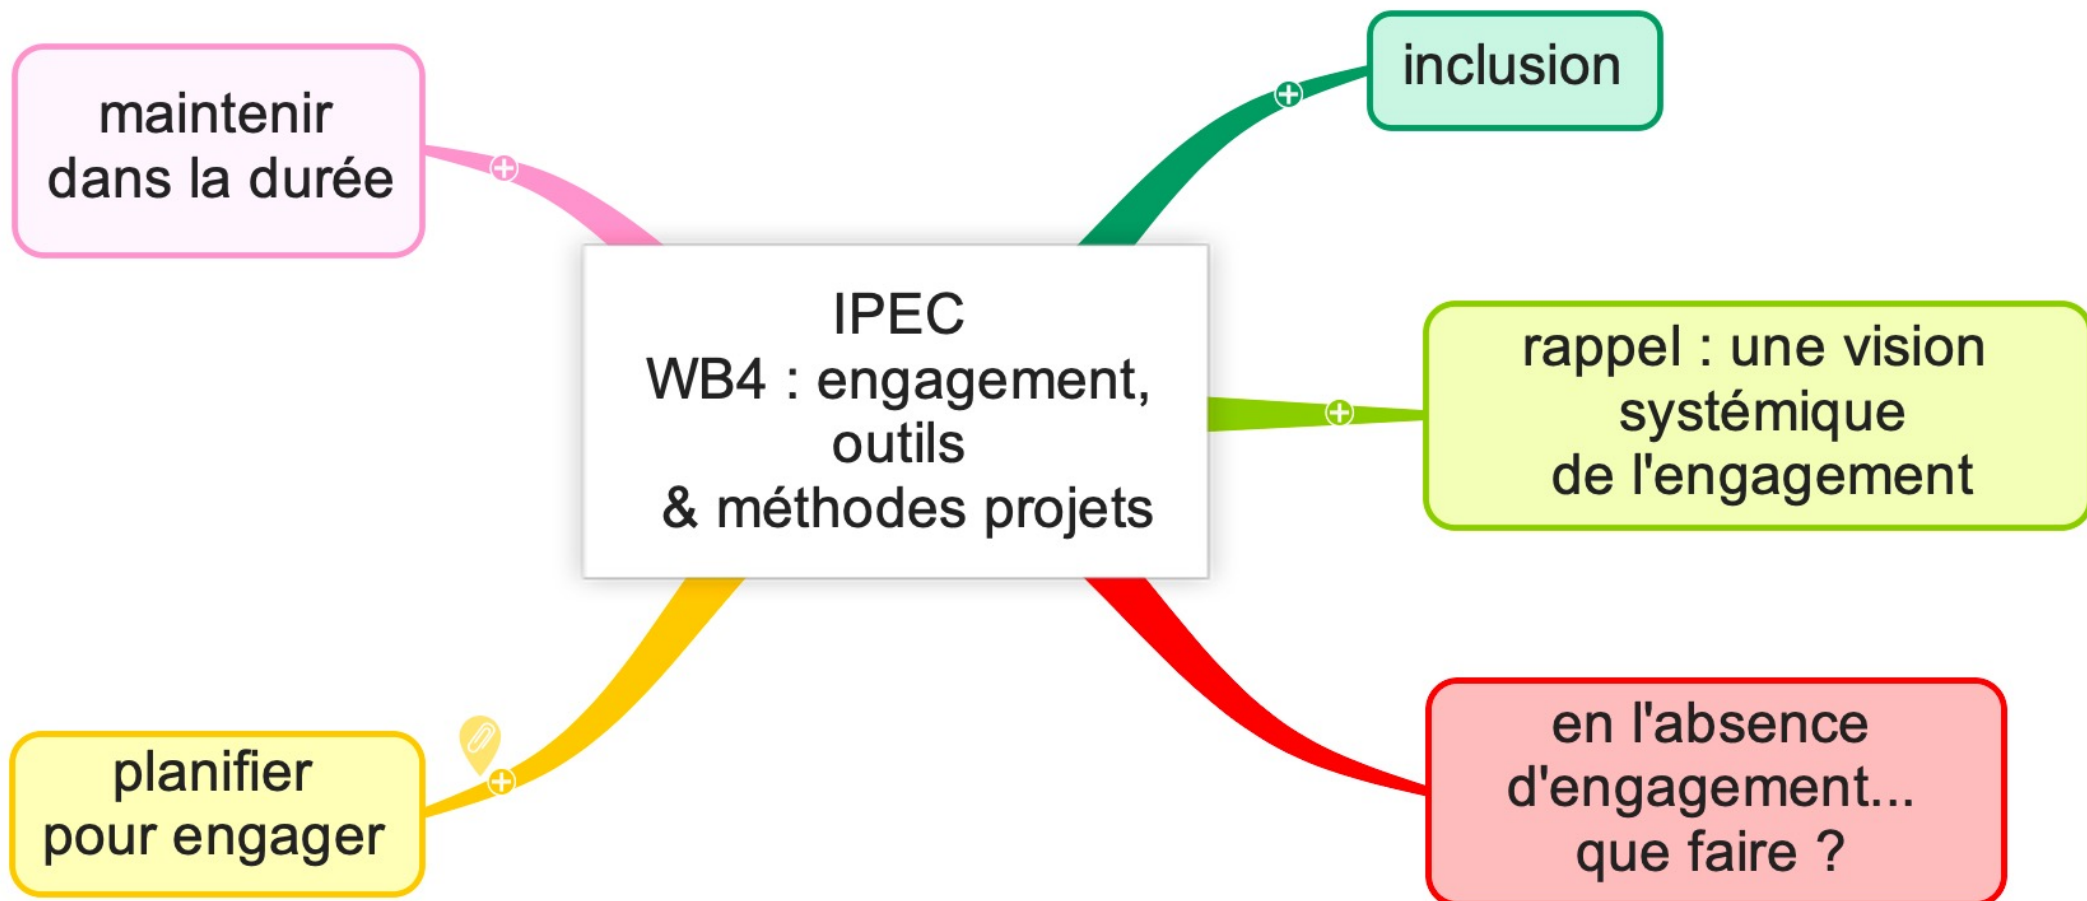 IPEC
WB4 : engagement,
outils
& méthodes projets
inclusion
rappel : une vision
systémique
de l'engagement
en l'absence
d'engagement...
que faire ?
planifier
pour engager
maintenir
dans la durée